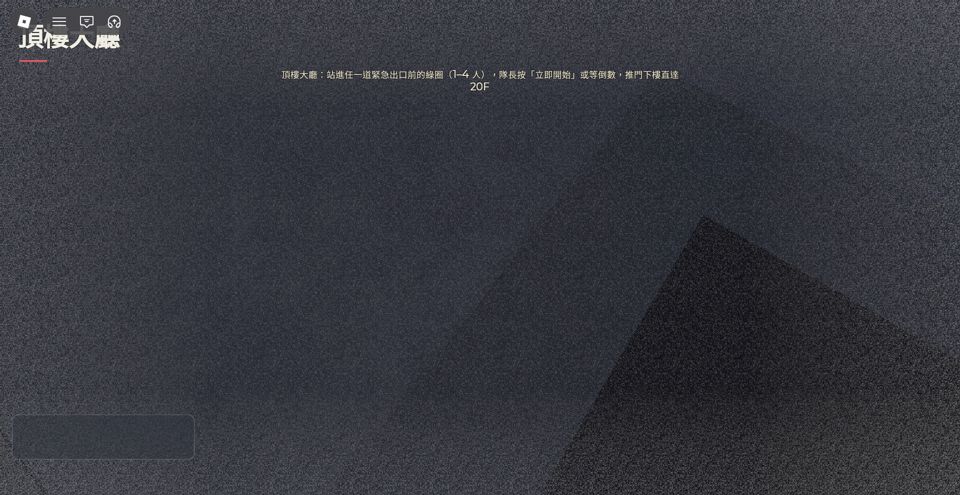 頂樓大廳
頂樓大廳：站進任一道緊急出口前的綠圈（1–4 人），隊長按「立即開始」或等倒數，推門下樓直達
20F